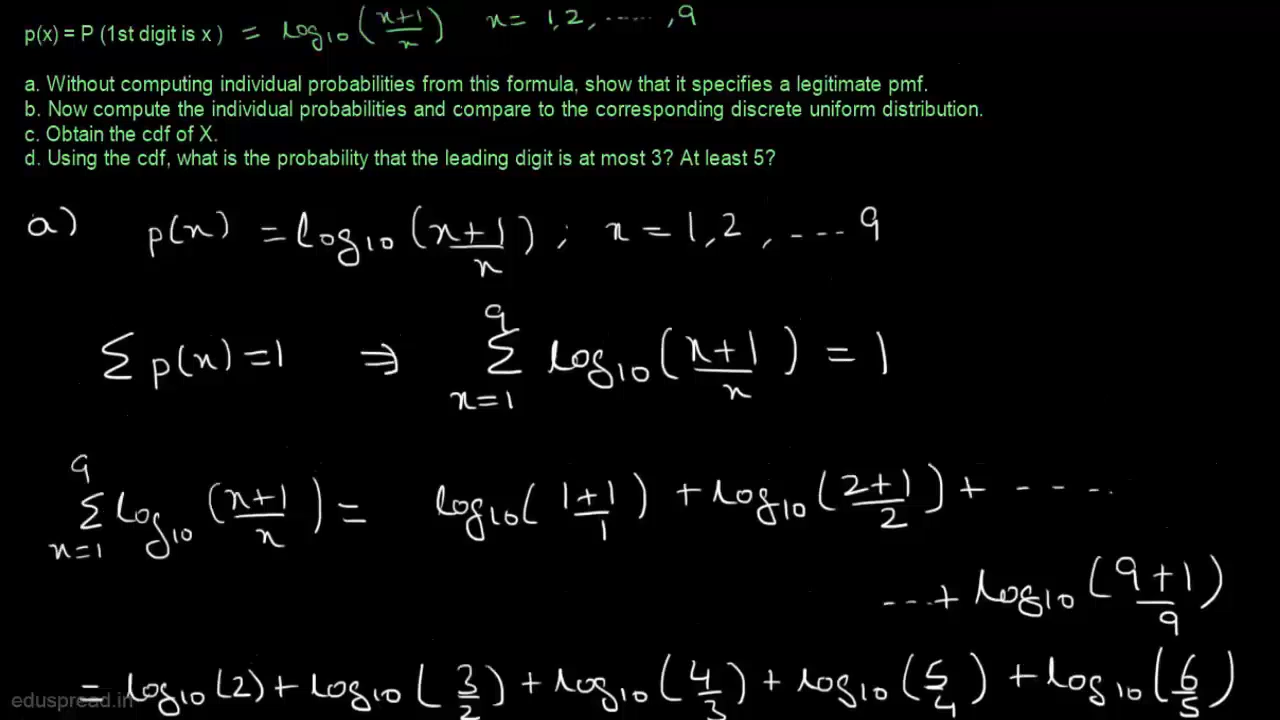 p(x) = P (1st digit is x ) = log₁₀ ((x+1)/x) x = 1,2, ......, 9
a. Without computing individual probabilities from this formula, show that it specifies a legitimate pmf.
b. Now compute the individual probabilities and compare to the corresponding discrete uniform distribution.
c. Obtain the cdf of X.
d. Using the cdf, what is the probability that the leading digit is at most 3? At least 5?
a) p(x) = log₁₀ ((x+1)/x) ; x = 1,2, .... 9
Σ p(x) = 1 ⇒ Σ_{x=1}^{9} log₁₀ ((x+1)/x) = 1
Σ_{x=1}^{9} log₁₀ ((x+1)/x) = log₁₀ ((1+1)/1) + log₁₀ ((2+1)/2) + ....
...+ log₁₀ ((9+1)/9)
= log₁₀ (2) + log₁₀ (3/2) + log₁₀ (4/3) + log₁₀ (5/4) + log₁₀ (6/5)
eduspread.in